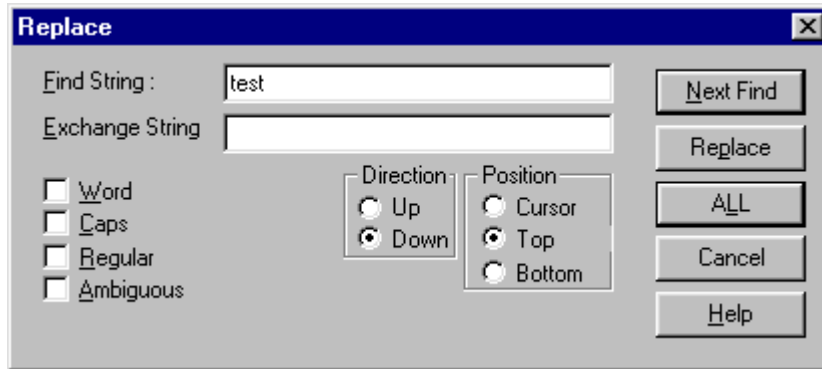 Replace
Find String :
test
Next Find
Exchange String
Replace
Word
Caps
Regular
Ambiguous
Direction
Up
Down
Position
Cursor
Top
Bottom
ALL
Cancel
Help